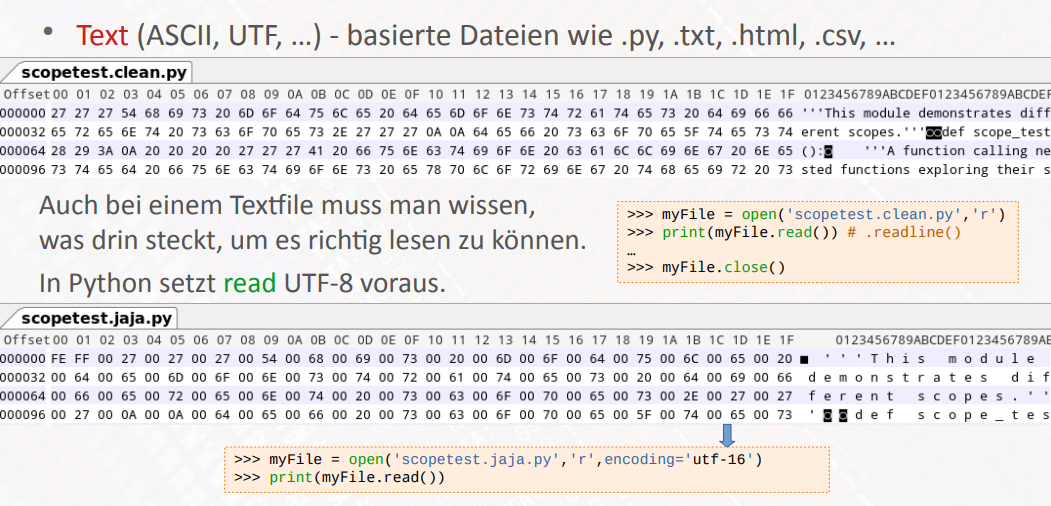 • Text (ASCII, UTF, ...) - basierte Dateien wie .py, .txt, .html, .csv, ...
scopetest.clean.py
Offset 00 01 02 03 04 05 06 07 08 09 0A 0B 0C 0D 0E 0F 10 11 12 13 14 15 16 17 18 19 1A 1B 1C 1D 1E 1F 0123456789ABCDEF0123456789ABCDEF
000000 27 27 27 54 68 69 73 20 6D 6F 64 75 6C 65 20 64 65 6D 6F 6E 73 74 72 61 74 65 73 20 64 69 66 66 '''This module demonstrates diff
000032 65 72 65 6E 74 20 73 63 6F 70 65 73 2E 27 27 27 0A 0A 64 65 66 20 73 63 6F 70 65 5F 74 65 73 74 erent scopes.'''def scope_test
000064 28 29 3A 0A 20 20 20 20 27 27 27 41 20 66 75 6E 63 74 69 6F 6E 20 63 61 6C 6C 69 6E 67 20 6E 65 (): '''A function calling ne
000096 73 74 65 64 20 66 75 6E 63 74 69 6F 6E 73 20 65 78 70 6C 6F 72 69 6E 67 20 74 68 65 69 72 20 73 sted functions exploring their s
Auch bei einem Textfile muss man wissen,
was drin steckt, um es richtig lesen zu können.
In Python setzt read UTF-8 voraus.
>>> myFile = open('scopetest.clean.py','r')
>>> print(myFile.read()) # .readline()
…
>>> myFile.close()
scopetest.jaja.py
Offset 00 01 02 03 04 05 06 07 08 09 0A 0B 0C 0D 0E 0F 10 11 12 13 14 15 16 17 18 19 1A 1B 1C 1D 1E 1F 0123456789ABCDEF0123456789AB
000000 FE FF 00 27 00 27 00 27 00 54 00 68 00 69 00 73 00 20 00 6D 00 6F 00 64 00 75 00 6C 00 65 00 20 ■ ' ' ' T h i s m o d u l e
000032 00 64 00 65 00 6D 00 6F 00 6E 00 73 00 74 00 72 00 61 00 74 00 65 00 73 00 20 00 64 00 69 00 66 d e m o n s t r a t e s d i f
000064 00 66 00 65 00 72 00 65 00 6E 00 74 00 20 00 73 00 63 00 6F 00 70 00 65 00 73 00 2E 00 27 00 27 f e r e n t s c o p e s . ' '
000096 00 27 00 0A 00 0A 00 64 00 65 00 66 00 20 00 73 00 63 00 6F 00 70 00 65 00 5F 00 74 00 65 00 73 ' d e f s c o p e _ t e s
>>> myFile = open('scopetest.jaja.py','r',encoding='utf-16')
>>> print(myFile.read())